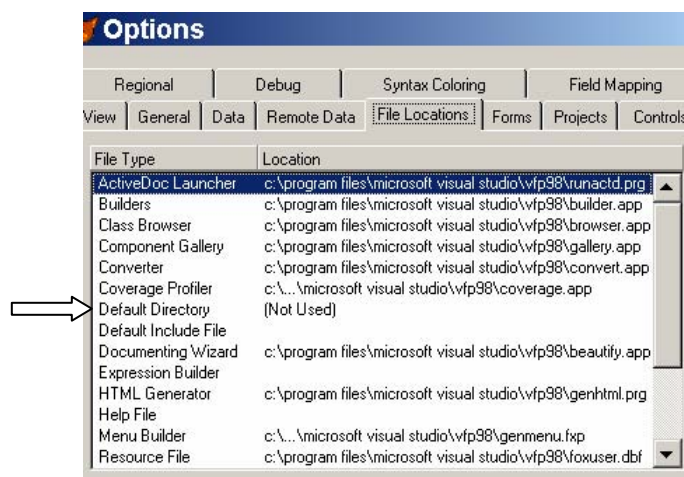 Options
Regional Debug Syntax Coloring Field Mapping
View General Data Remote Data File Locations Forms Projects Controls
File Type Location
ActiveDoc Launcher c:\program files\microsoft visual studio\vfp98\runactd.prg
Builders c:\program files\microsoft visual studio\vfp98\builder.app
Class Browser c:\program files\microsoft visual studio\vfp98\browser.app
Component Gallery c:\program files\microsoft visual studio\vfp98\gallery.app
Converter c:\program files\microsoft visual studio\vfp98\convert.app
Coverage Profiler c:\...\microsoft visual studio\vfp98\coverage.app
Default Directory (Not Used)
Default Include File
Documenting Wizard c:\program files\microsoft visual studio\vfp98\beautify.app
Expression Builder
HTML Generator c:\program files\microsoft visual studio\vfp98\genhtml.prg
Help File
Menu Builder c:\...\microsoft visual studio\vfp98\genmenu.fxp
Resource File c:\program files\microsoft visual studio\vfp98\foxuser.dbf